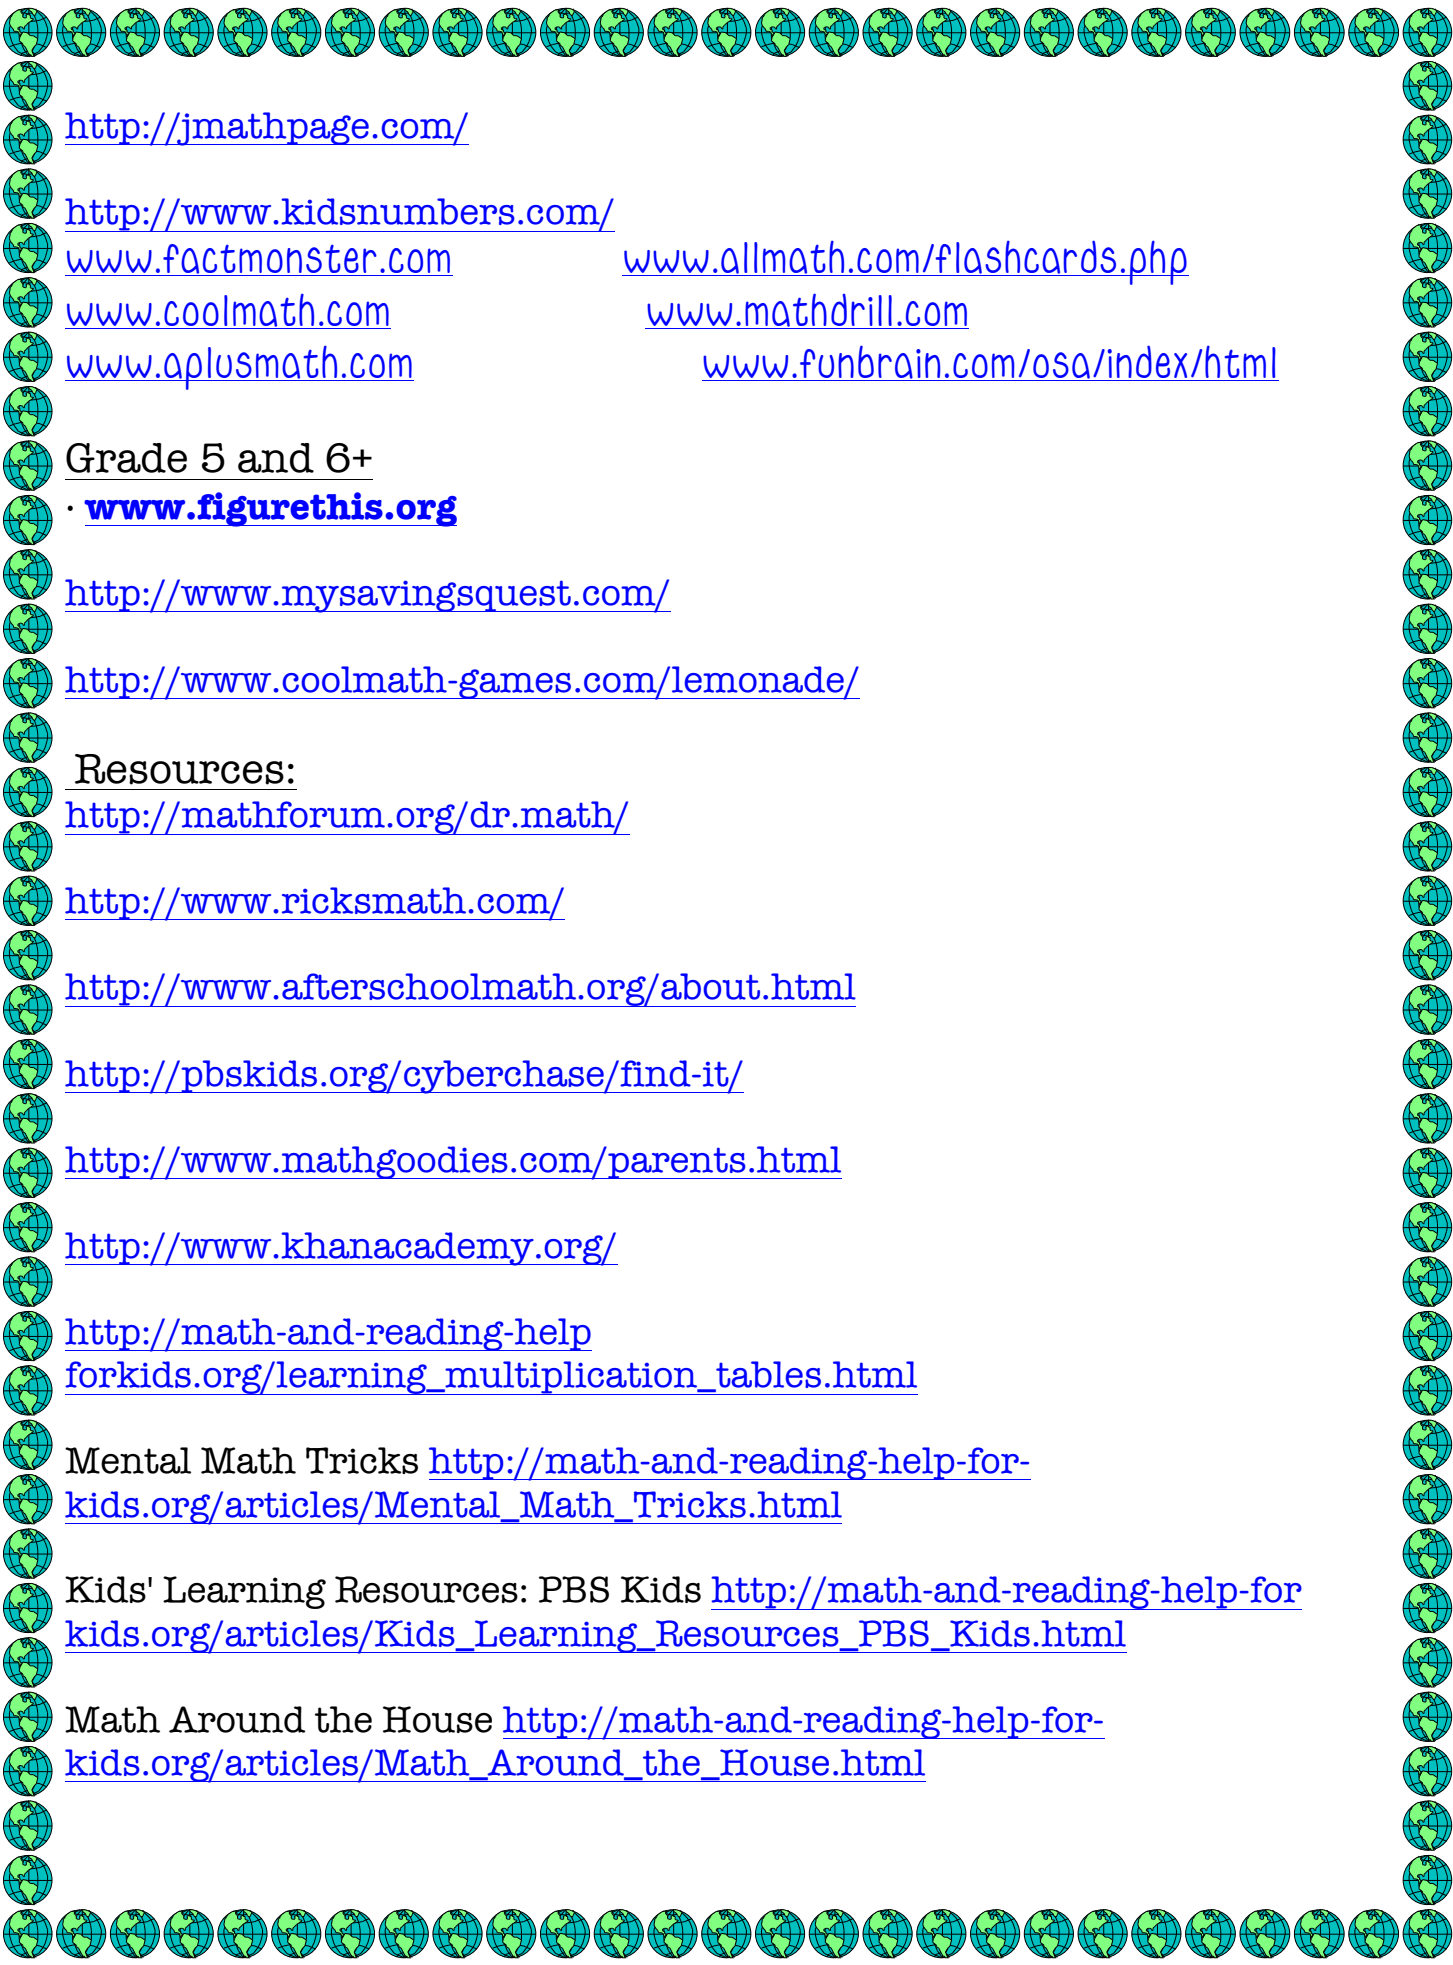 http://jmathpage.com/
http://www.kidsnumbers.com/
www.factmonster.com www.allmath.com/flashcards.php
www.coolmath.com www.mathdrill.com
www.aplusmath.com www.funbrain.com/osa/index/html
Grade 5 and 6+
· www.figurethis.org
http://www.mysavingsquest.com/
http://www.coolmath-games.com/lemonade/
Resources:
http://mathforum.org/dr.math/
http://www.ricksmath.com/
http://www.afterschoolmath.org/about.html
http://pbskids.org/cyberchase/find-it/
http://www.mathgoodies.com/parents.html
http://www.khanacademy.org/
http://math-and-reading-help
forkids.org/learning_multiplication_tables.html
Mental Math Tricks http://math-and-reading-help-for-
kids.org/articles/Mental_Math_Tricks.html
Kids' Learning Resources: PBS Kids http://math-and-reading-help-for
kids.org/articles/Kids_Learning_Resources_PBS_Kids.html
Math Around the House http://math-and-reading-help-for-
kids.org/articles/Math_Around_the_House.html